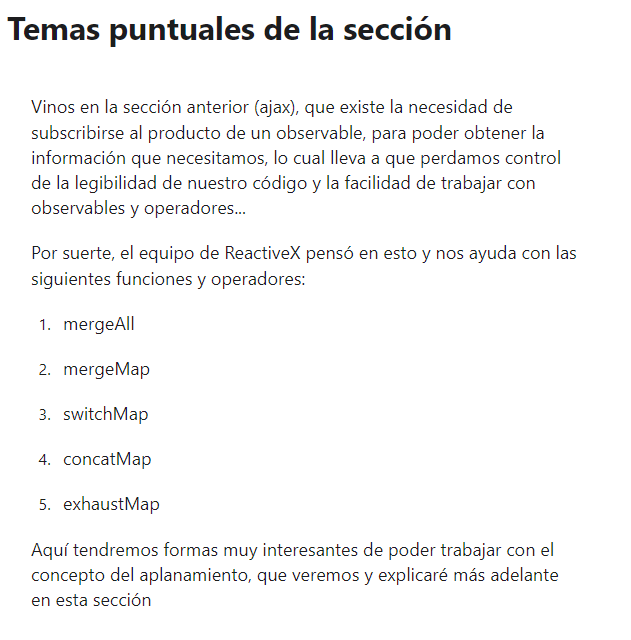 Temas puntuales de la sección
Vinos en la sección anterior (ajax), que existe la necesidad de
subscribirse al producto de un observable, para poder obtener la
información que necesitamos, lo cual lleva a que perdamos control
de la legibilidad de nuestro código y la facilidad de trabajar con
observables y operadores...
Por suerte, el equipo de ReactiveX pensó en esto y nos ayuda con las
siguientes funciones y operadores:
1. mergeAll
2. mergeMap
3. switchMap
4. concatMap
5. exhaustMap
Aquí tendremos formas muy interesantes de poder trabajar con el
concepto del aplanamiento, que veremos y explicaré más adelante
en esta sección